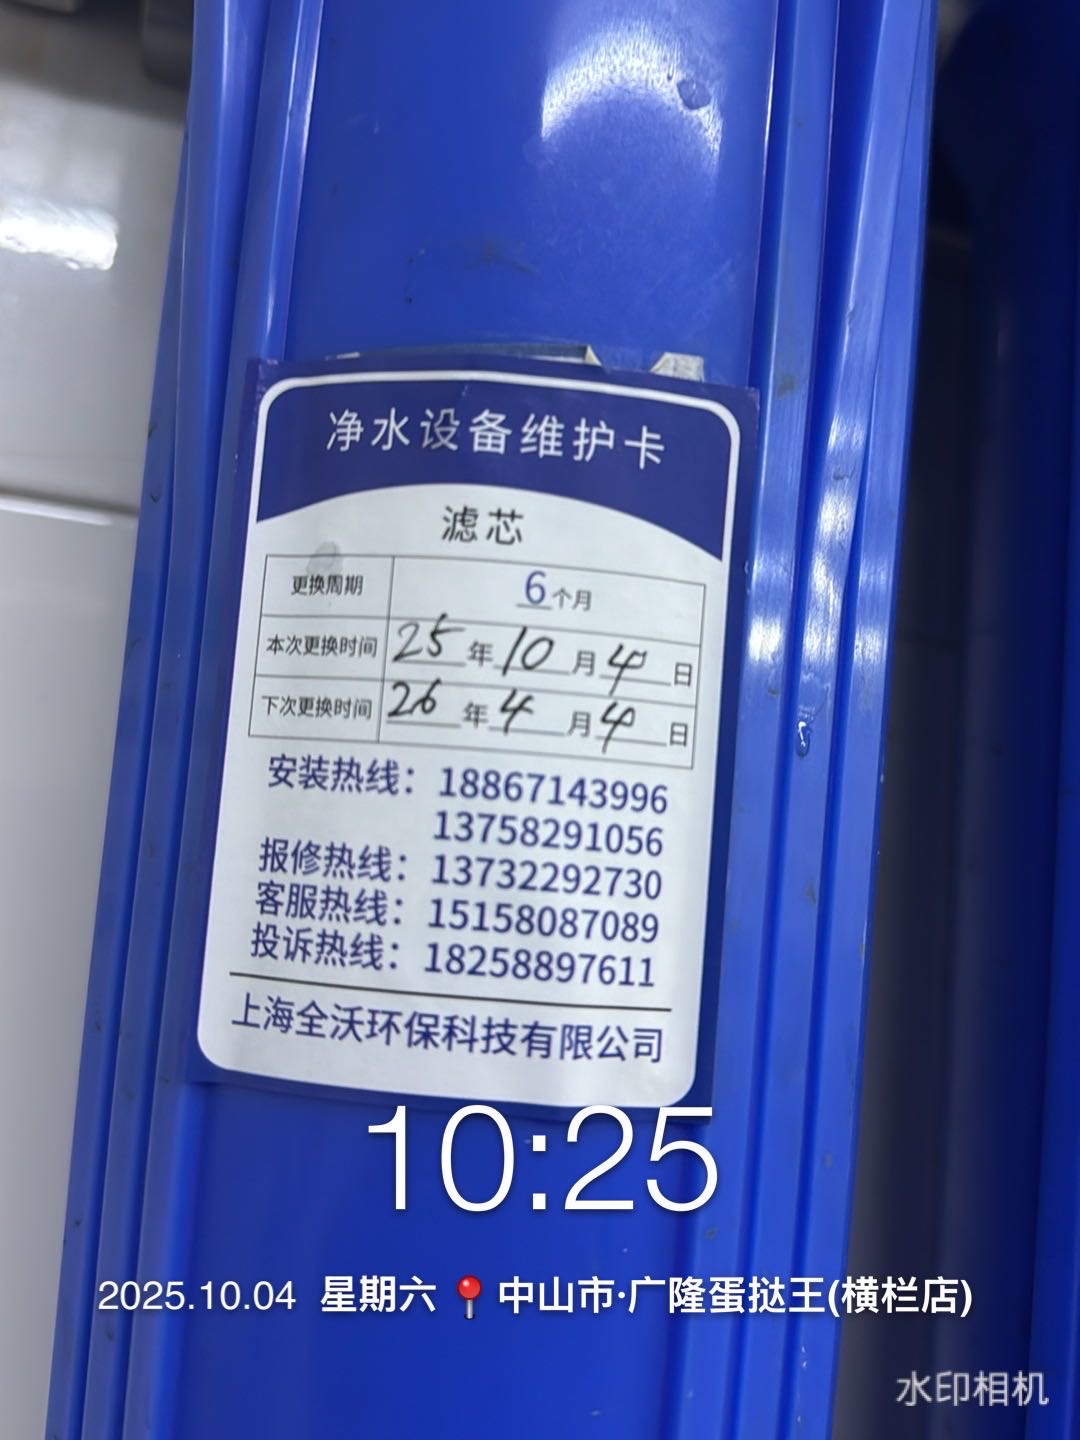 净水设备维护卡
滤芯
更换周期 6个月
本次更换时间 25年10月4日
下次更换时间 26年4月4日
安装热线：18867143996
13758291056
报修热线：13732292730
客服热线：15158087089
投诉热线：18258897611
上海全沃环保科技有限公司
10:25
2025.10.04 星期六 📍中山市·广隆蛋挞王(横栏店)
水印相机